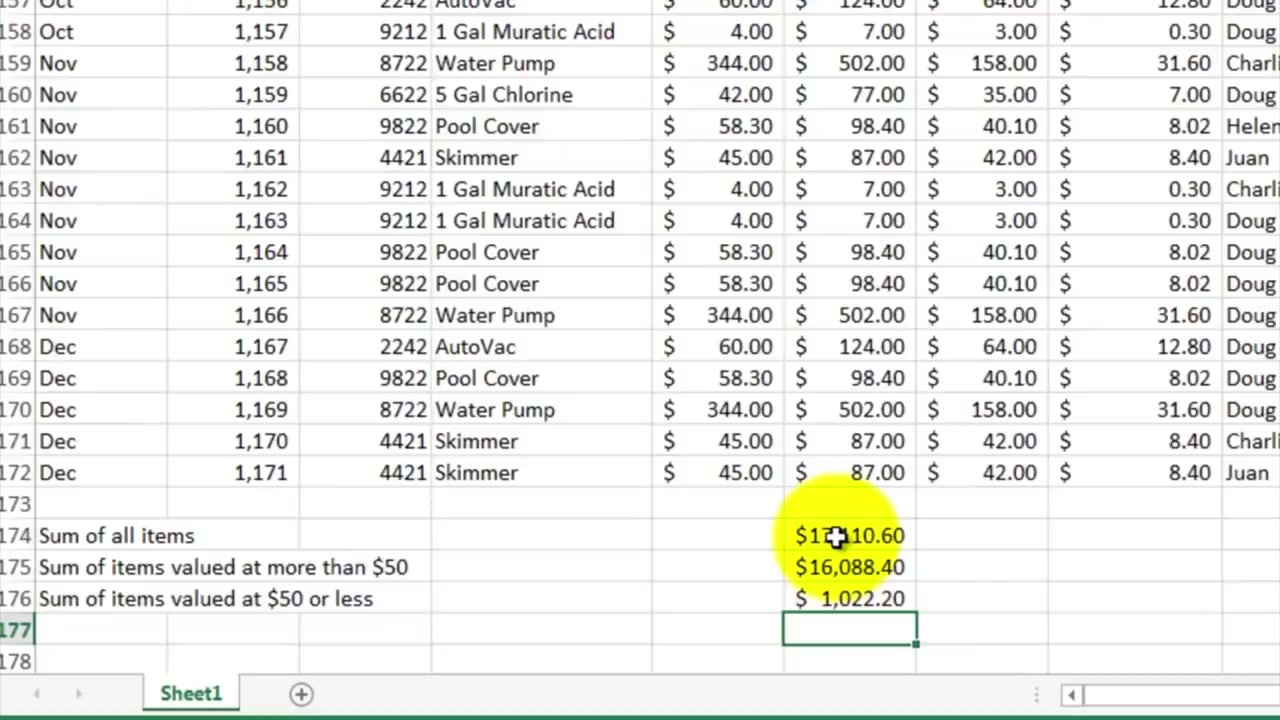 157 Oct 1,156 2242 AutoVac 60.00 124.00 64.00 12.80 Doug
158 Oct 1,157 9212 1 Gal Muratic Acid $ 4.00 $ 7.00 $ 3.00 $ 0.30 Doug
159 Nov 1,158 8722 Water Pump $ 344.00 $ 502.00 $ 158.00 $ 31.60 Charli
160 Nov 1,159 6622 5 Gal Chlorine $ 42.00 $ 77.00 $ 35.00 $ 7.00 Doug
161 Nov 1,160 9822 Pool Cover $ 58.30 $ 98.40 $ 40.10 $ 8.02 Helen
162 Nov 1,161 4421 Skimmer $ 45.00 $ 87.00 $ 42.00 $ 8.40 Juan
163 Nov 1,162 9212 1 Gal Muratic Acid $ 4.00 $ 7.00 $ 3.00 $ 0.30 Charli
164 Nov 1,163 9212 1 Gal Muratic Acid $ 4.00 $ 7.00 $ 3.00 $ 0.30 Doug
165 Nov 1,164 9822 Pool Cover $ 58.30 $ 98.40 $ 40.10 $ 8.02 Doug
166 Nov 1,165 9822 Pool Cover $ 58.30 $ 98.40 $ 40.10 $ 8.02 Doug
167 Nov 1,166 8722 Water Pump $ 344.00 $ 502.00 $ 158.00 $ 31.60 Doug
168 Dec 1,167 2242 AutoVac $ 60.00 $ 124.00 $ 64.00 $ 12.80 Doug
169 Dec 1,168 9822 Pool Cover $ 58.30 $ 98.40 $ 40.10 $ 8.02 Doug
170 Dec 1,169 8722 Water Pump $ 344.00 $ 502.00 $ 158.00 $ 31.60 Doug
171 Dec 1,170 4421 Skimmer $ 45.00 $ 87.00 $ 42.00 $ 8.40 Charli
172 Dec 1,171 4421 Skimmer $ 45.00 $ 87.00 $ 42.00 $ 8.40 Juan
173
174 Sum of all items
175 Sum of items valued at more than $50 $16,088.40
176 Sum of items valued at $50 or less $ 1,022.20
177
178
Sheet1